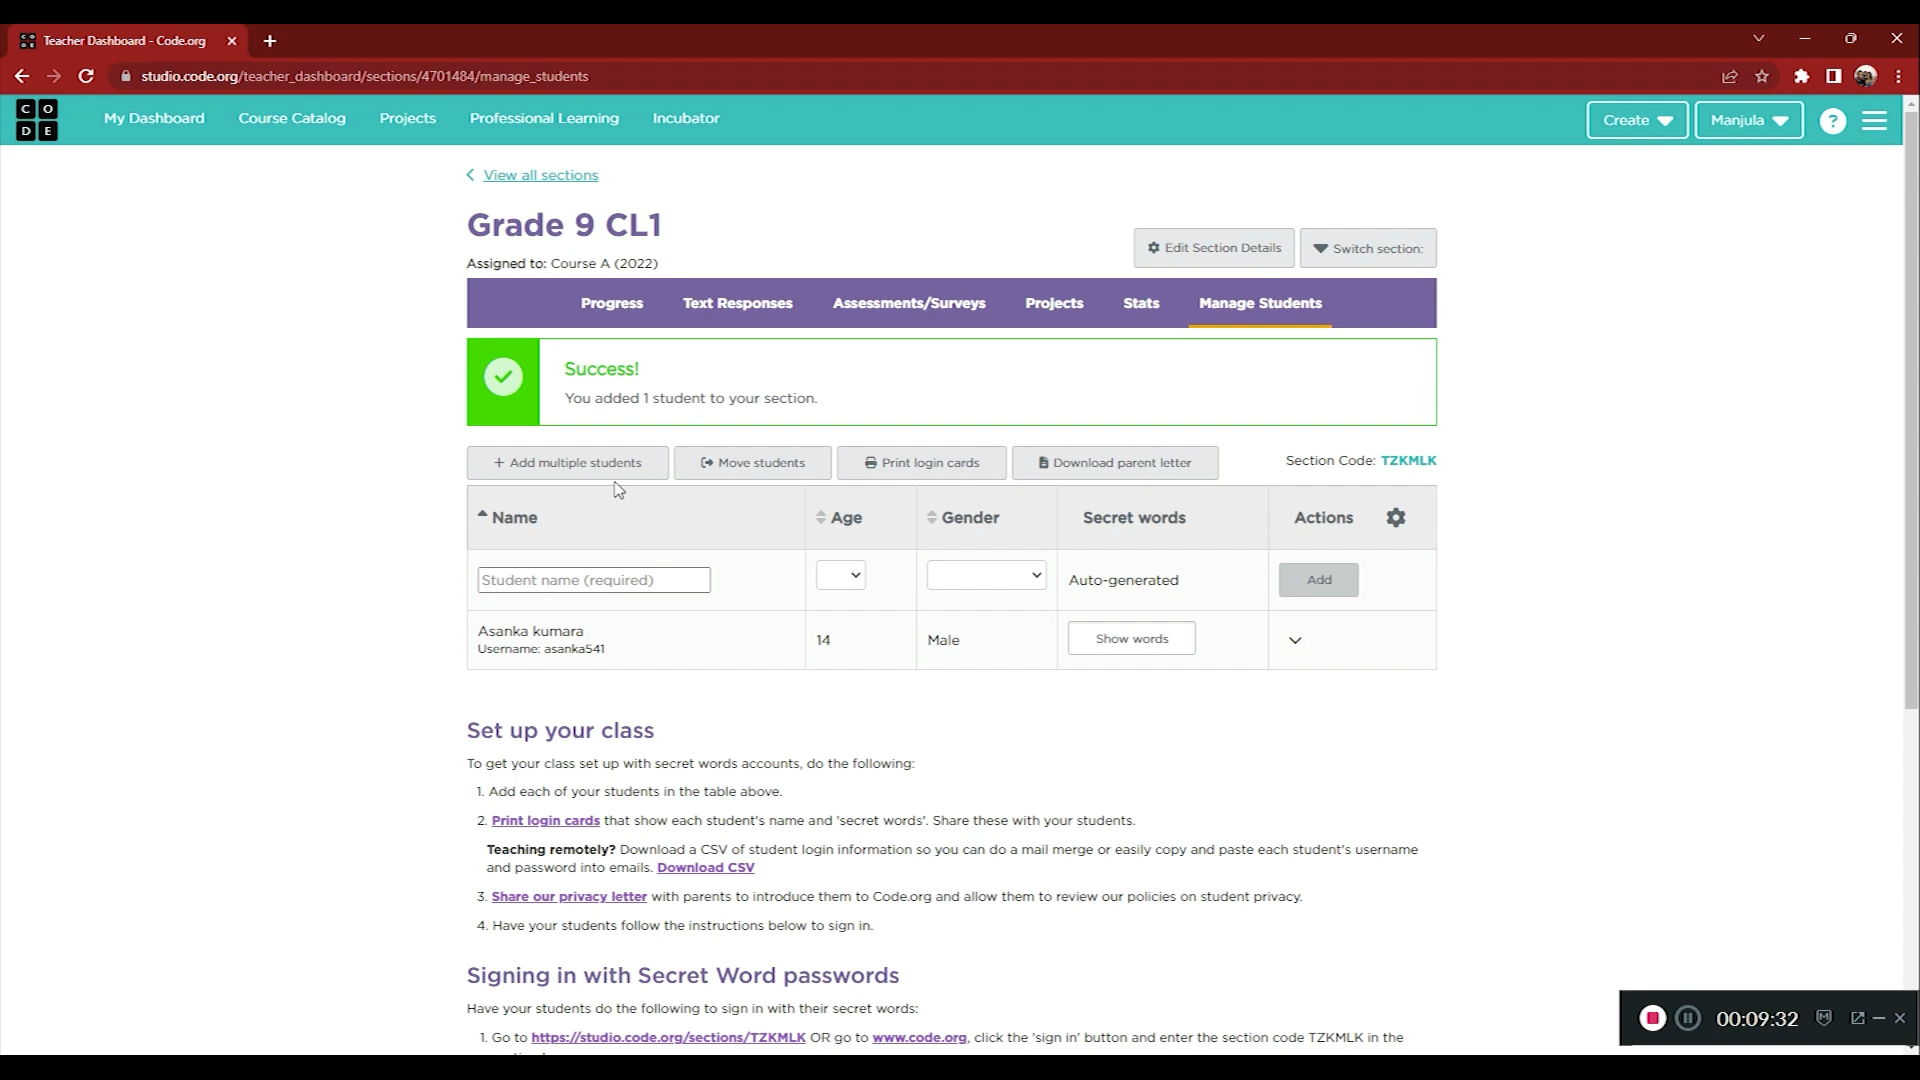 Teacher Dashboard - Code.org
studio.code.org/teacher_dashboard/sections/4701484/manage_students
C O
D E
My Dashboard
Course Catalog
Projects
Professional Learning
Incubator
Create
Manjula
?
View all sections
Grade 9 CL1
Edit Section Details
Switch section:
Assigned to: Course A (2022)
Progress
Text Responses
Assessments/Surveys
Projects
Stats
Manage Students
Success!
You added 1 student to your section.
+ Add multiple students
Move students
Print login cards
Download parent letter
Section Code: TZKMLK
Name
Age
Gender
Secret words
Actions
Student name (required)
Auto-generated
Add
Asanka kumara
Username: asanka541
14
Male
Show words
Set up your class
To get your class set up with secret words accounts, do the following:
1. Add each of your students in the table above.
2. Print login cards that show each student's name and 'secret words'. Share these with your students.
Teaching remotely? Download a CSV of student login information so you can do a mail merge or easily copy and paste each student's username
and password into emails. Download CSV
3. Share our privacy letter with parents to introduce them to Code.org and allow them to review our policies on student privacy.
4. Have your students follow the instructions below to sign in.
Signing in with Secret Word passwords
Have your students do the following to sign in with their secret words:
1. Go to https://studio.code.org/sections/TZKMLK OR go to www.code.org, click the 'sign in' button and enter the section code TZKMLK in the
00:09:32